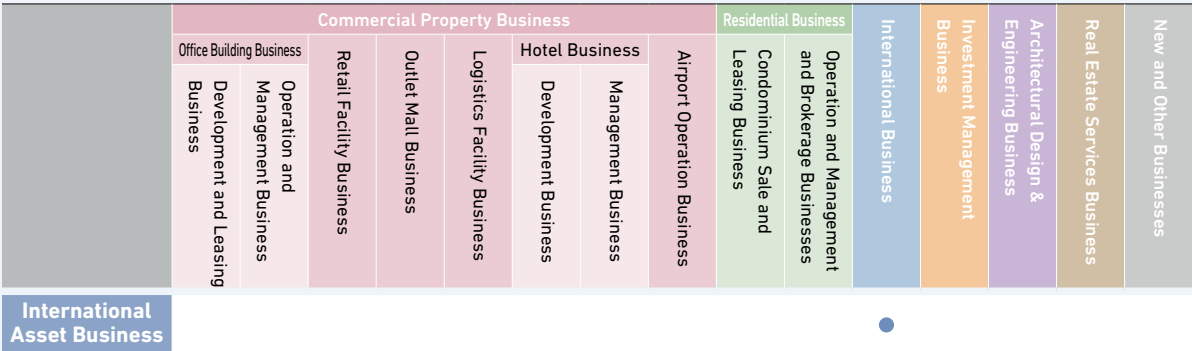 Commercial Property Business
Residential Business
Office Building Business
Hotel Business
Development and Leasing
Business
Operation and
Management Business
Retail Facility Business
Outlet Mall Business
Logistics Facility Business
Development Business
Management Business
Airport Operation Business
Condominium Sale and
Leasing Business
Operation and Management
and Brokerage Businesses
International Business
Investment Management
Business
Architectural Design &
Engineering Business
Real Estate Services Business
New and Other Businesses
International
Asset Business